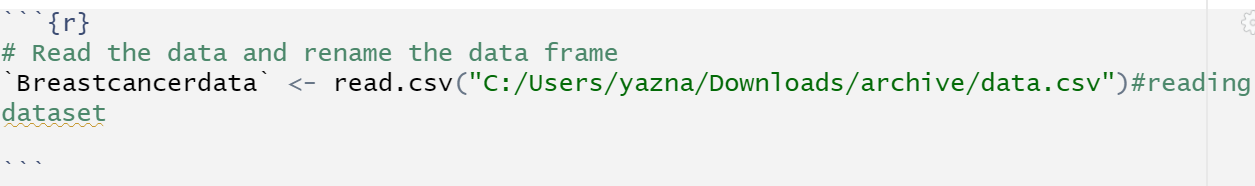 ```{r}
# Read the data and rename the data frame
`Breastcancerdata` <- read.csv("C:/Users/yazna/Downloads/archive/data.csv")#reading
dataset
```